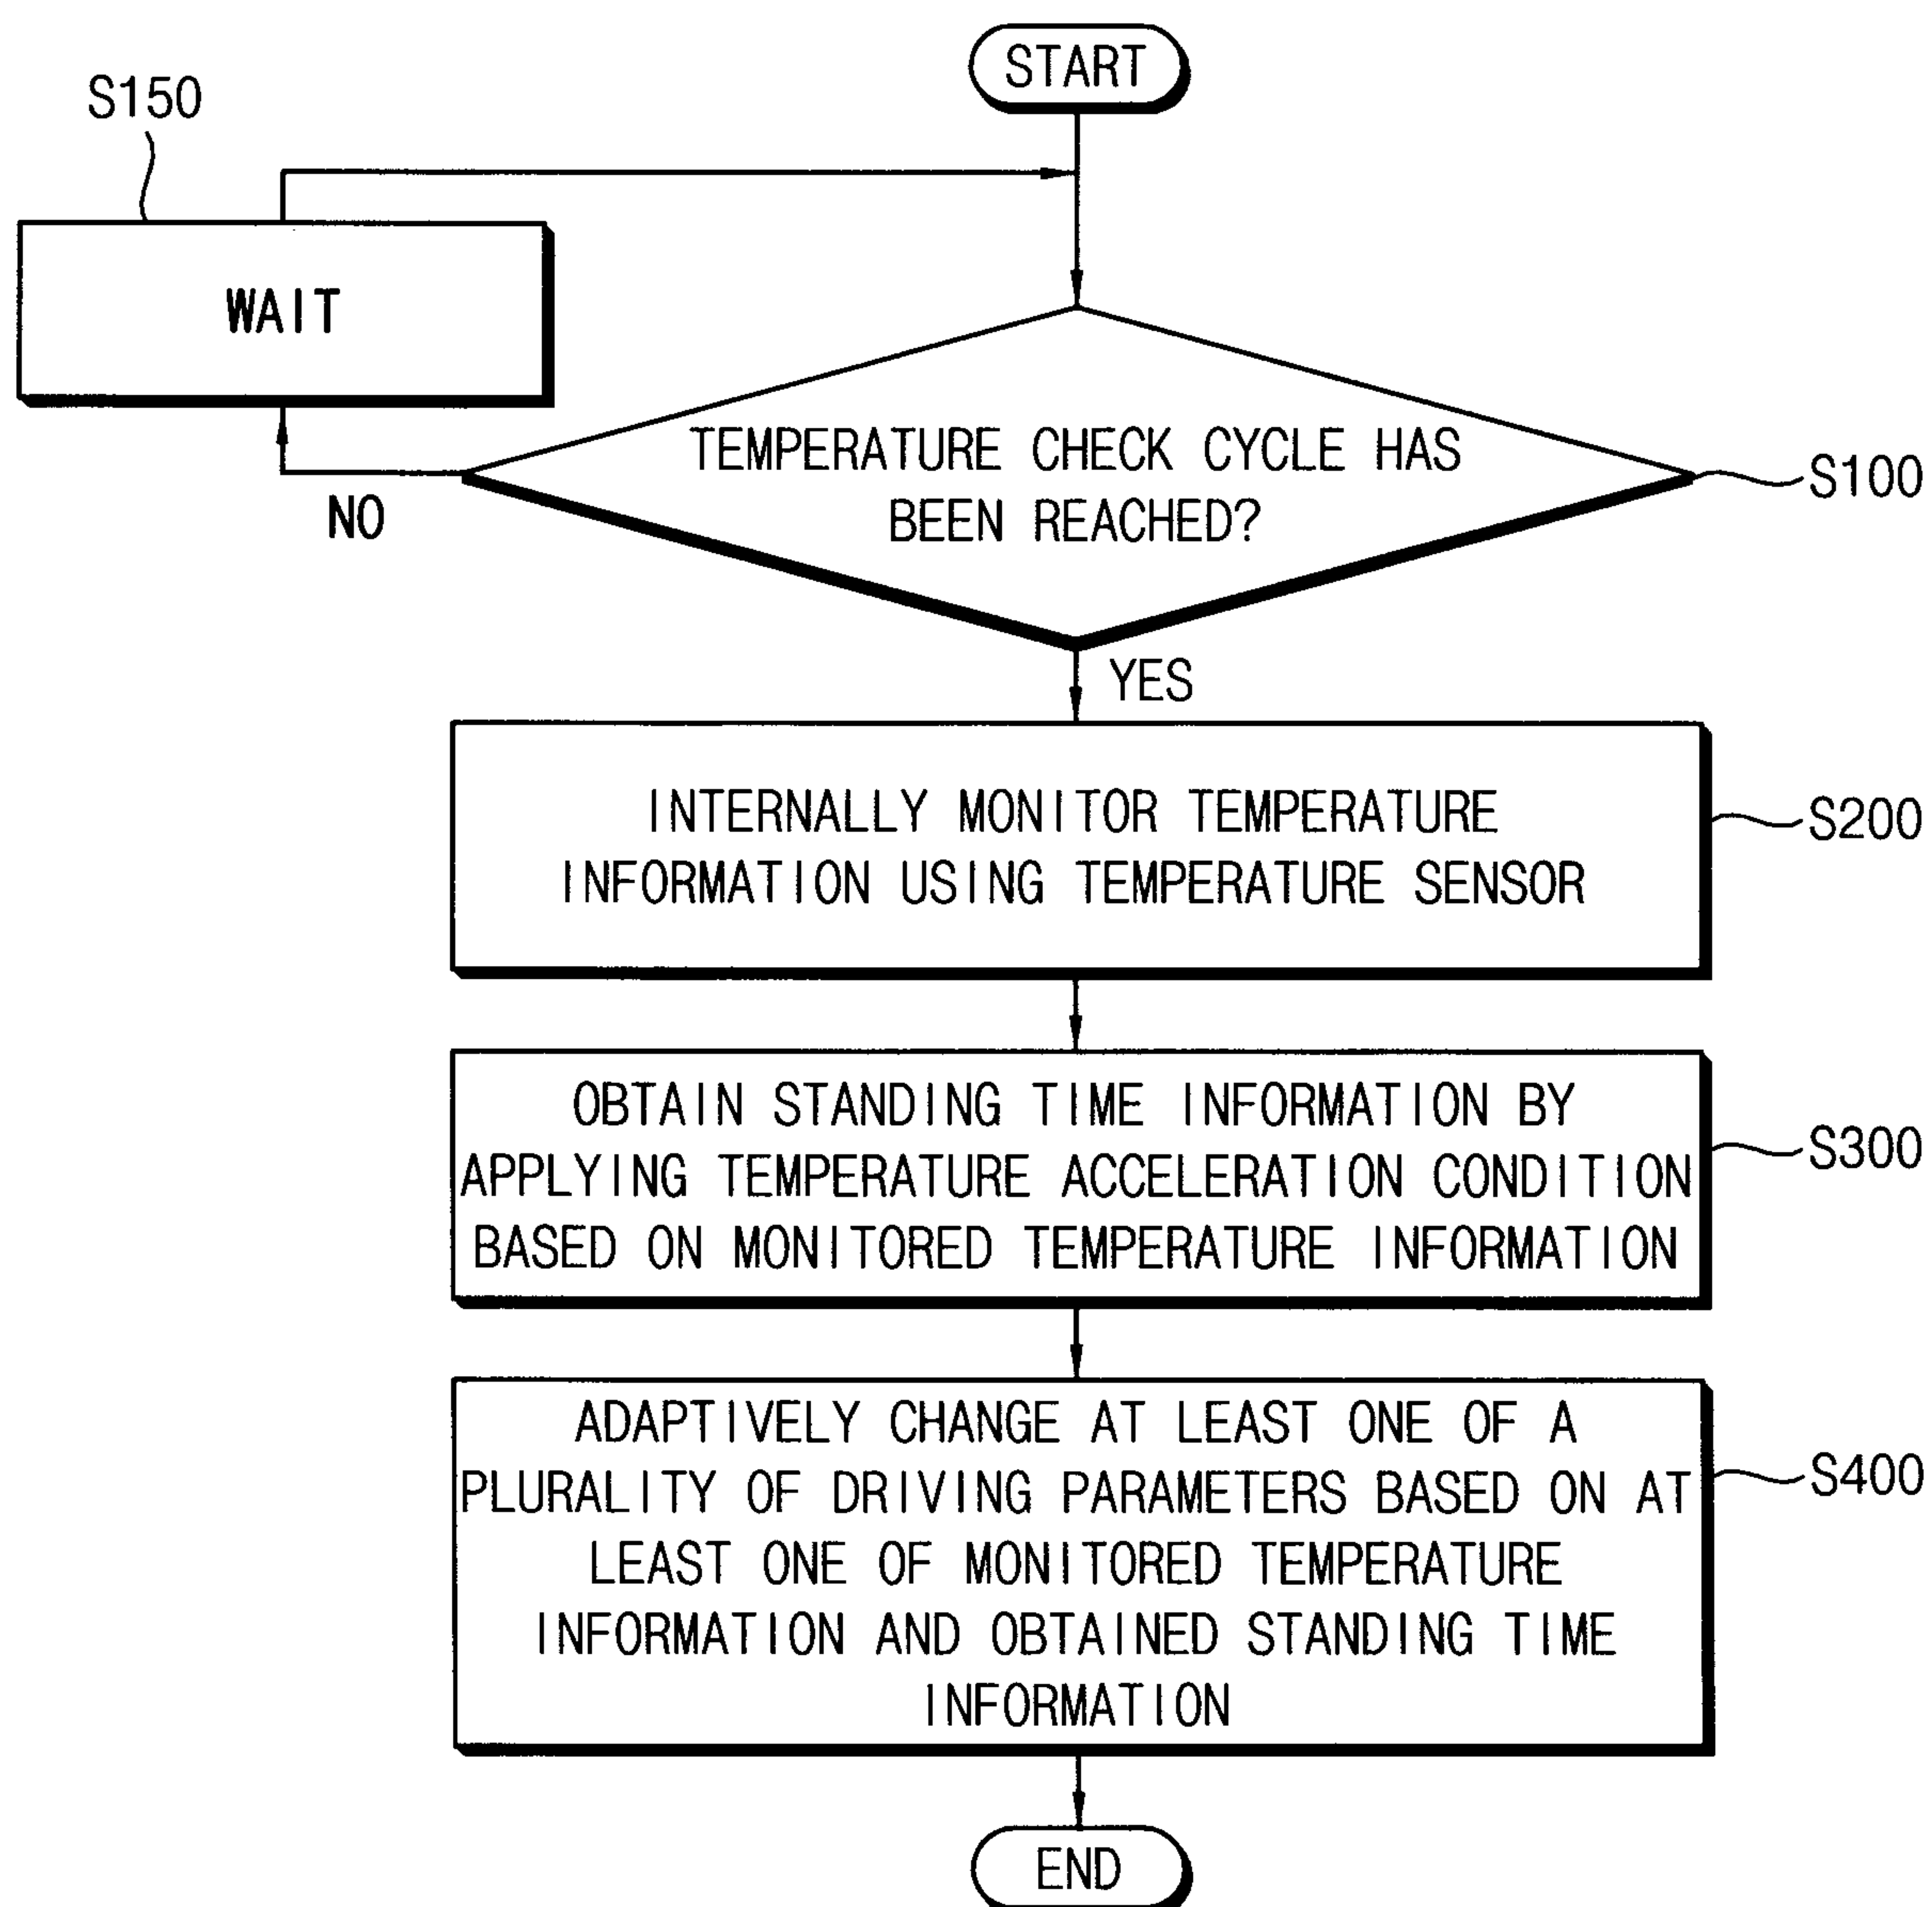 START
S150
WAIT
TEMPERATURE CHECK CYCLE HAS
BEEN REACHED?
S100
NO
YES
INTERNALLY MONITOR TEMPERATURE
INFORMATION USING TEMPERATURE SENSOR
S200
OBTAIN STANDING TIME INFORMATION BY
APPLYING TEMPERATURE ACCELERATION CONDITION
BASED ON MONITORED TEMPERATURE INFORMATION
S300
ADAPTIVELY CHANGE AT LEAST ONE OF A
PLURALITY OF DRIVING PARAMETERS BASED ON AT
LEAST ONE OF MONITORED TEMPERATURE
INFORMATION AND OBTAINED STANDING TIME
INFORMATION
S400
END